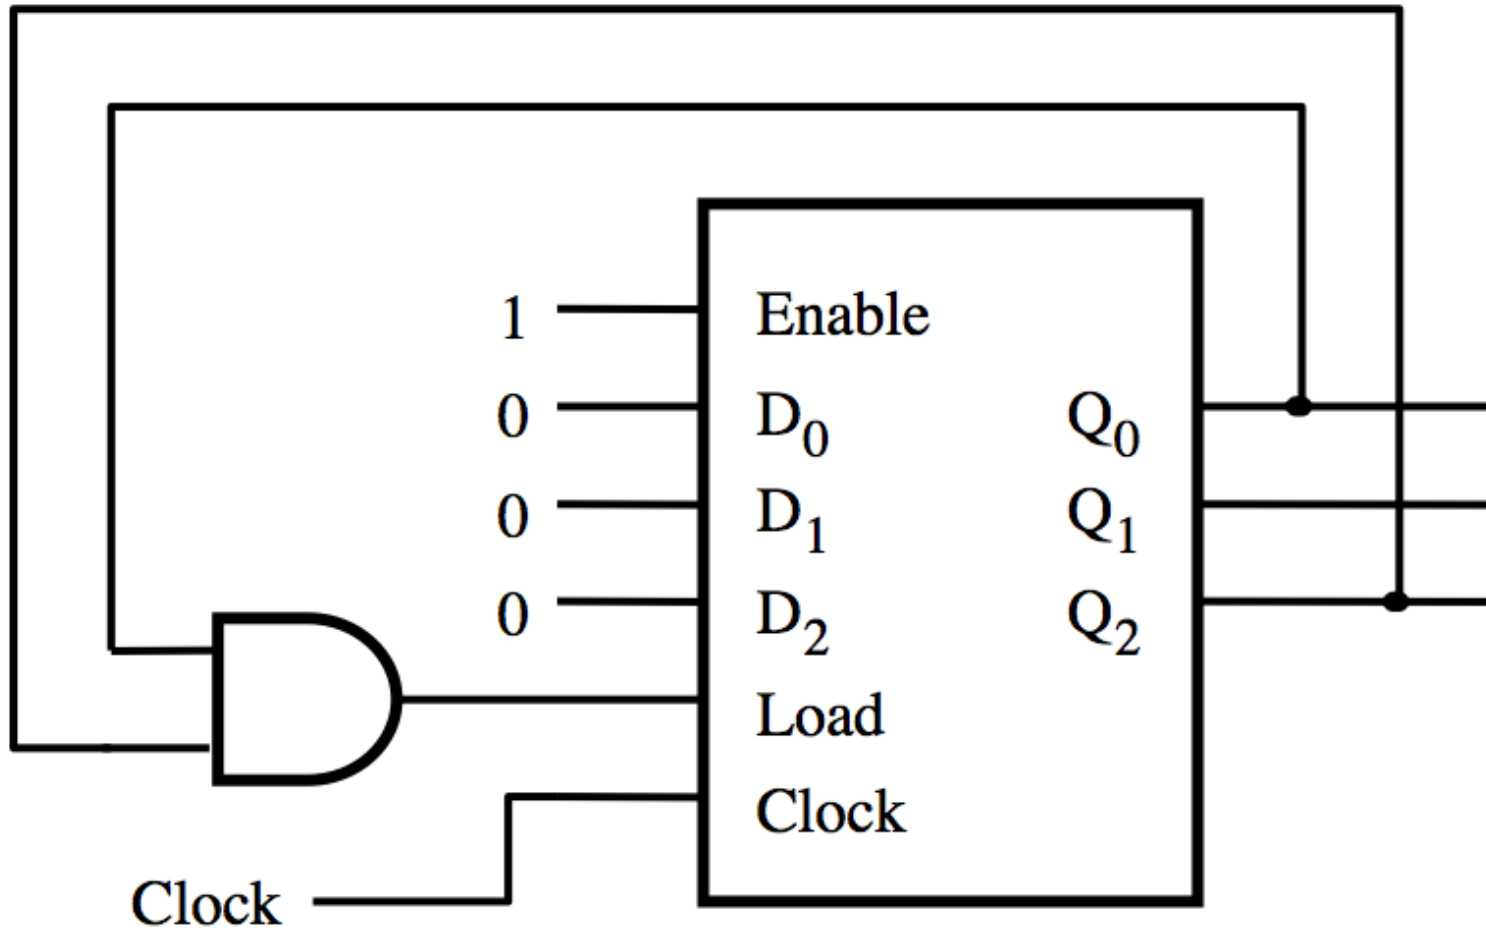 1 Enable
0 D₀ Q₀
0 D₁ Q₁
0 D₂ Q₂
Load
Clock
Clock